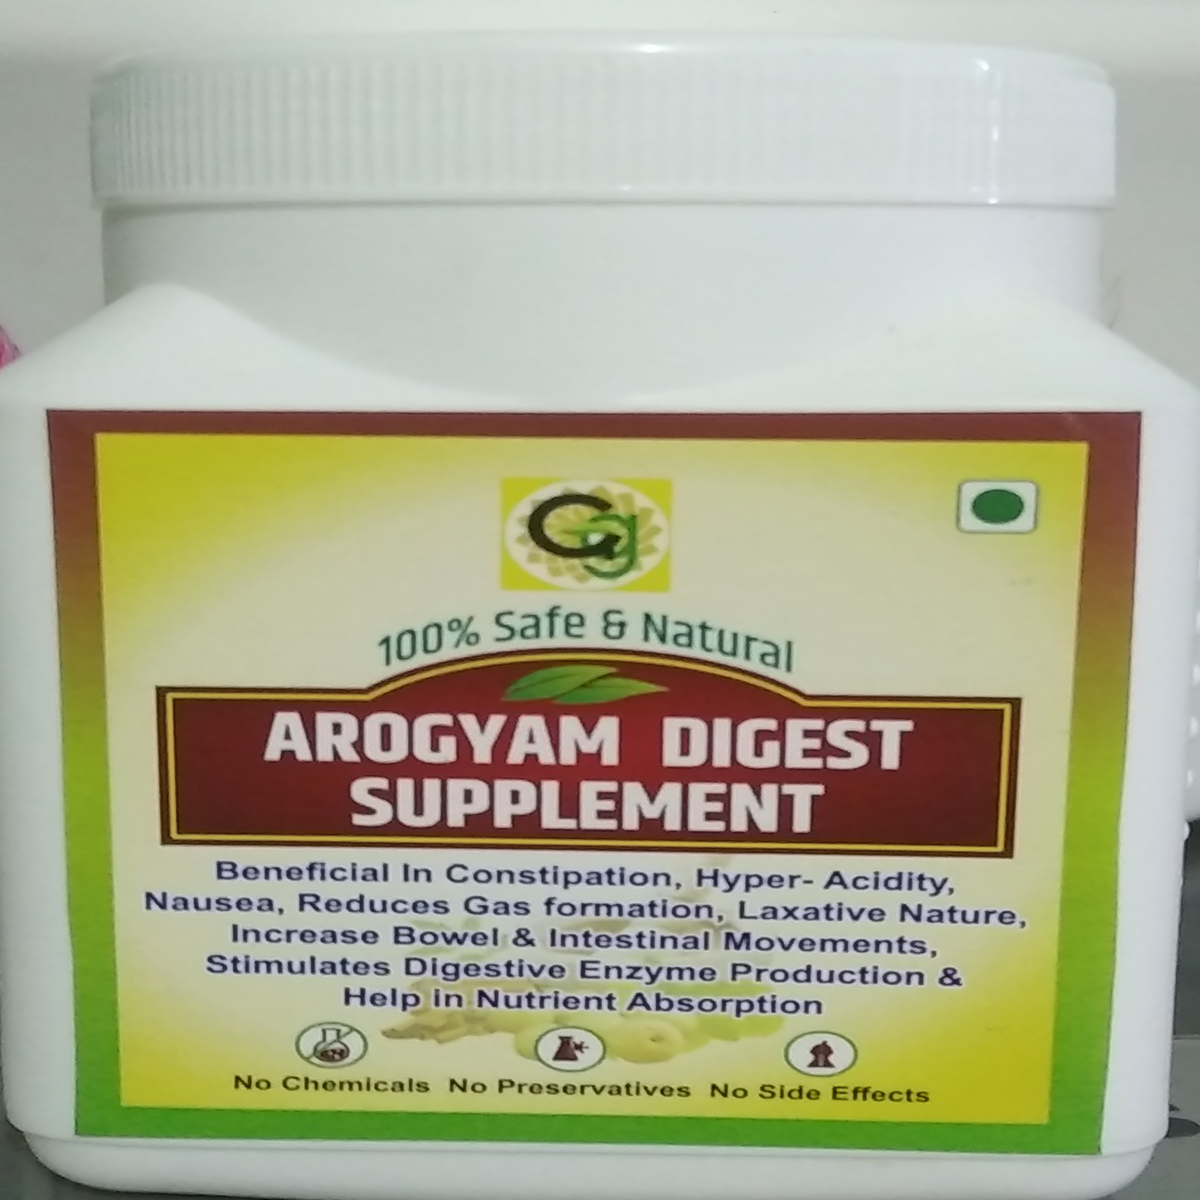 Gg
100% Safe & Natural
AROGYAM DIGEST
SUPPLEMENT
Beneficial In Constipation, Hyper- Acidity,
Nausea, Reduces Gas formation, Laxative Nature,
Increase Bowel & Intestinal Movements,
Stimulates Digestive Enzyme Production &
Help in Nutrient Absorption
No Chemicals No Preservatives No Side Effects